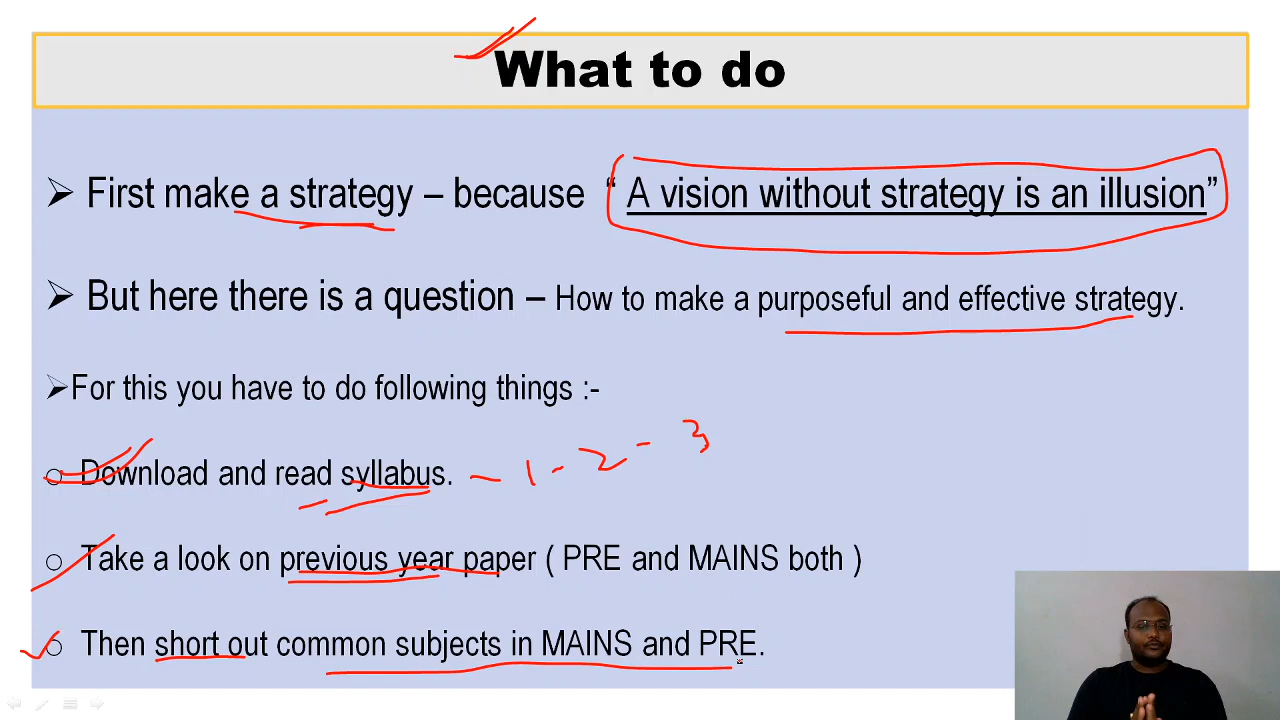 What to do
➢ First make a strategy – because “ A vision without strategy is an illusion”
➢ But here there is a question – How to make a purposeful and effective strategy.
➢For this you have to do following things :-
o Download and read syllabus. – 1 - 2 - 3
o Take a look on previous year paper ( PRE and MAINS both )
o Then short out common subjects in MAINS and PRE.